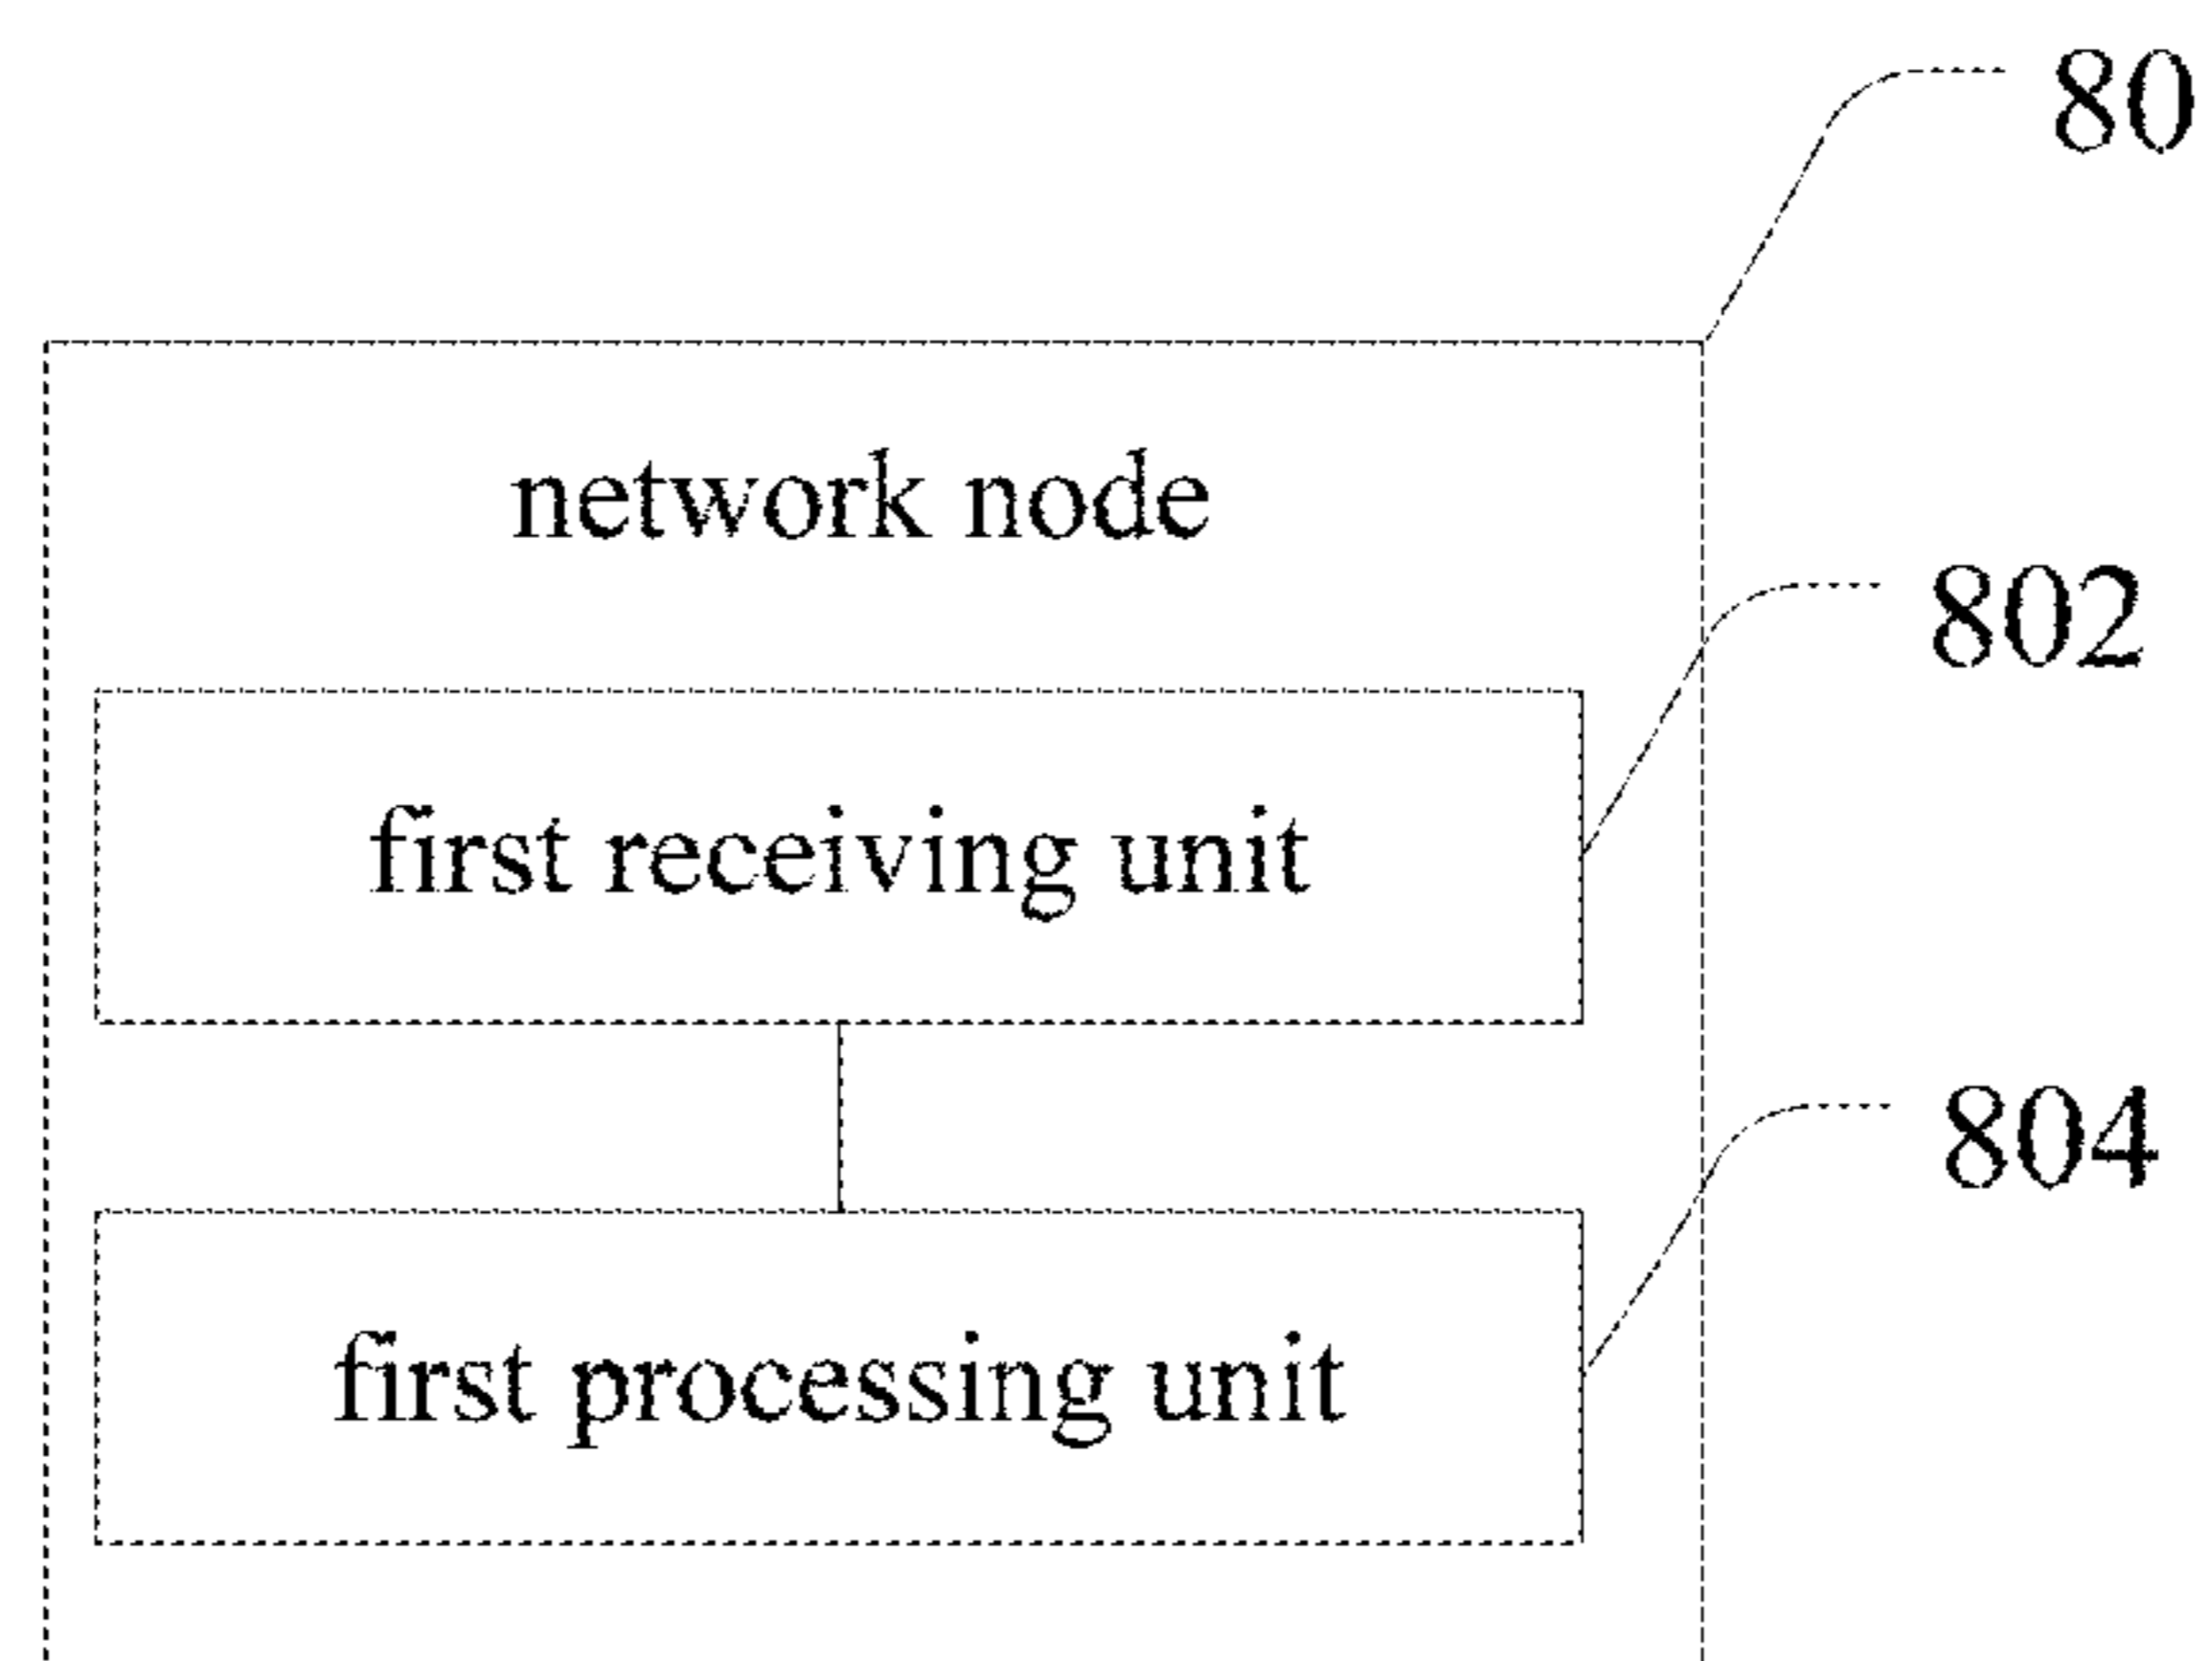 80
network node
802
first receiving unit
804
first processing unit